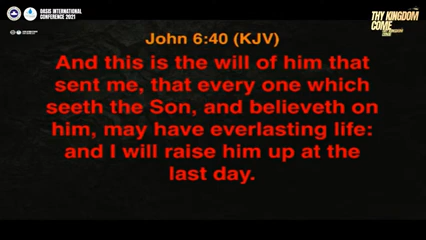 OASIS INTERNATIONAL
CONFERENCE 2021
THY KINGDOM
COME
John 6:40 (KJV)
And this is the will of him that
sent me, that every one which
seeth the Son, and believeth on
him, may have everlasting life:
and I will raise him up at the
last day.